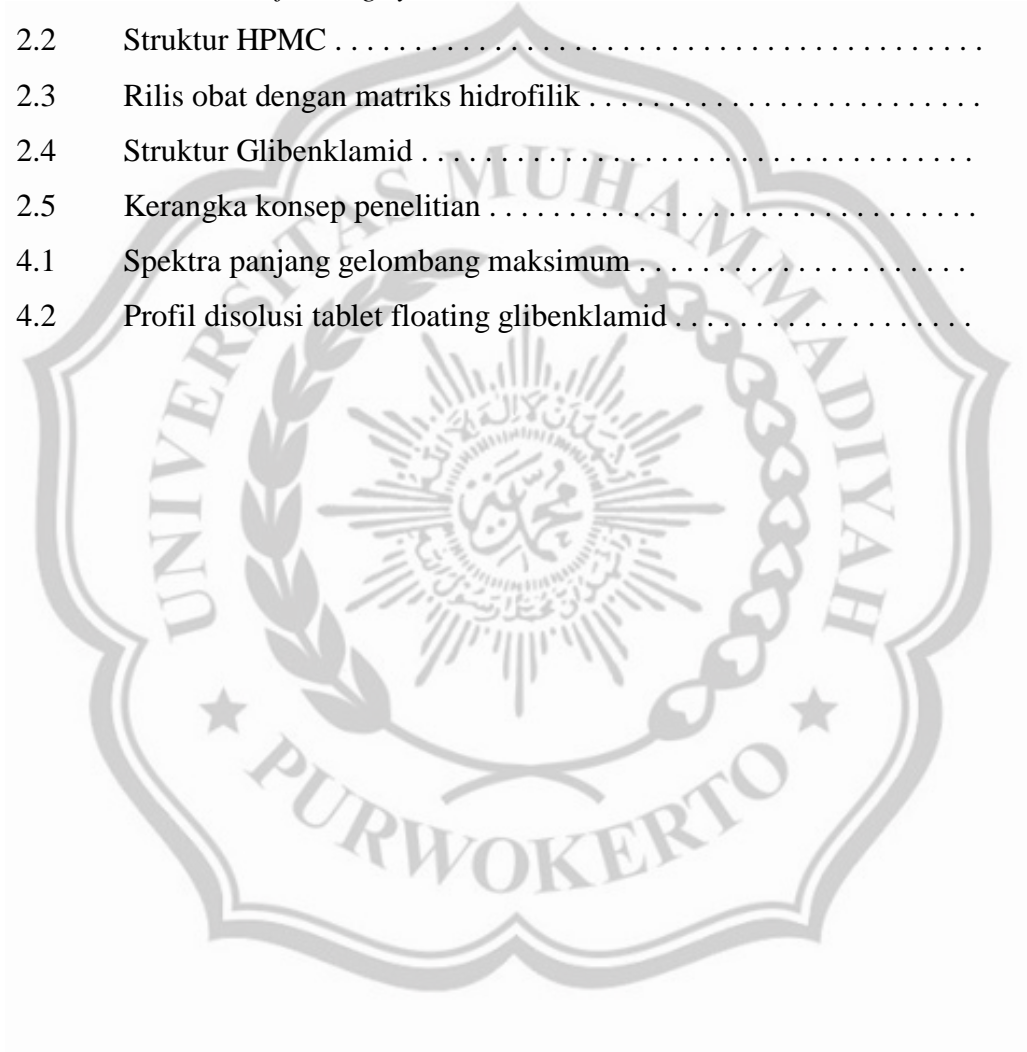 2.2 Struktur HPMC . . . . . . . . . . . . . . . . . . . . . . . . . . . . . . . . . . . . . . . . . .
2.3 Rilis obat dengan matriks hidrofilik . . . . . . . . . . . . . . . . . . . . . . . . . .
2.4 Struktur Glibenklamid . . . . . . . . . . . . . . . . . . . . . . . . . . . . . . . . . . . .
2.5 Kerangka konsep penelitian . . . . . . . . . . . . . . . . . . . . . . . . . . . . . . . .
4.1 Spektra panjang gelombang maksimum . . . . . . . . . . . . . . . . . . . . . .
4.2 Profil disolusi tablet floating glibenklamid . . . . . . . . . . . . . . . . . . . .
UNIVERSITAS MUHAMMADIYAH
PURWOKERTO